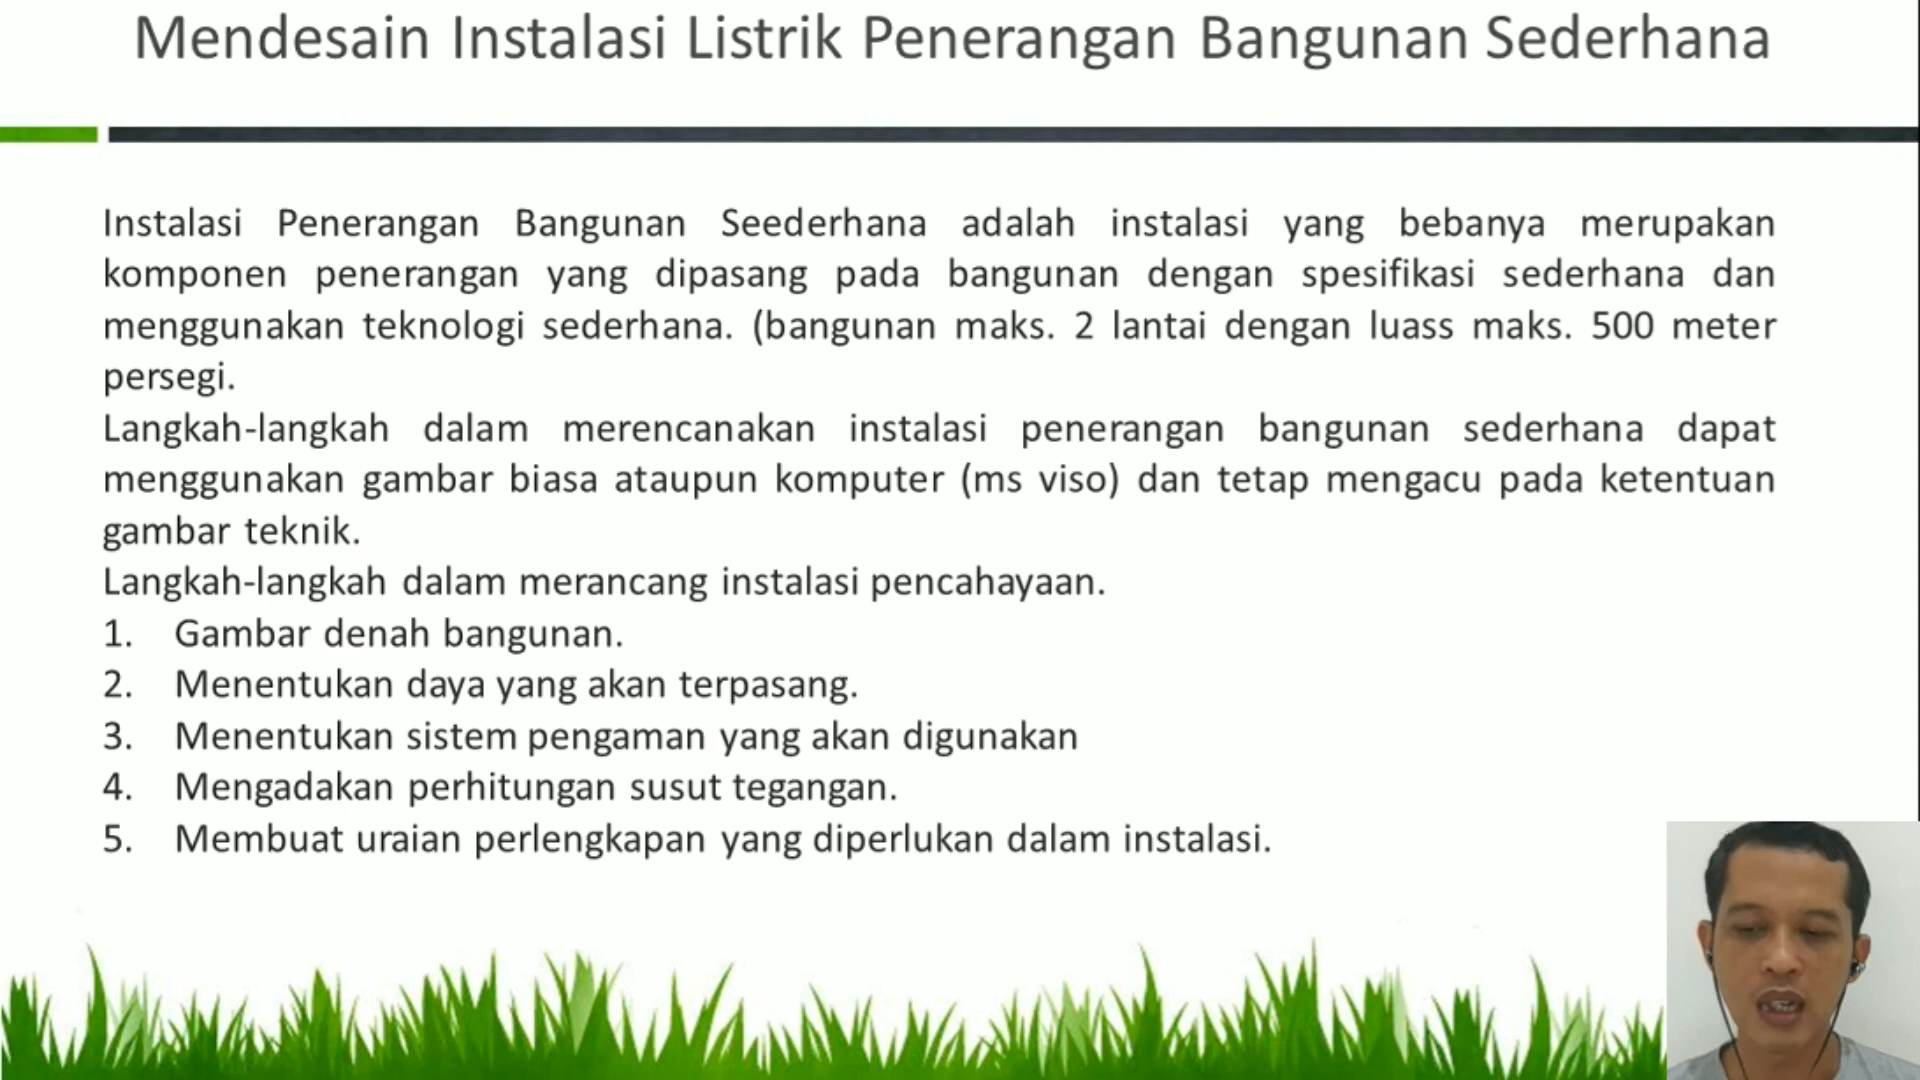 Mendesain Instalasi Listrik Penerangan Bangunan Sederhana
Instalasi Penerangan Bangunan Seederhana adalah instalasi yang bebanya merupakan
komponen penerangan yang dipasang pada bangunan dengan spesifikasi sederhana dan
menggunakan teknologi sederhana. (bangunan maks. 2 lantai dengan luass maks. 500 meter
persegi.
Langkah-langkah dalam merencanakan instalasi penerangan bangunan sederhana dapat
menggunakan gambar biasa ataupun komputer (ms viso) dan tetap mengacu pada ketentuan
gambar teknik.
Langkah-langkah dalam merancang instalasi pencahayaan.
1. Gambar denah bangunan.
2. Menentukan daya yang akan terpasang.
3. Menentukan sistem pengaman yang akan digunakan
4. Mengadakan perhitungan susut tegangan.
5. Membuat uraian perlengkapan yang diperlukan dalam instalasi.